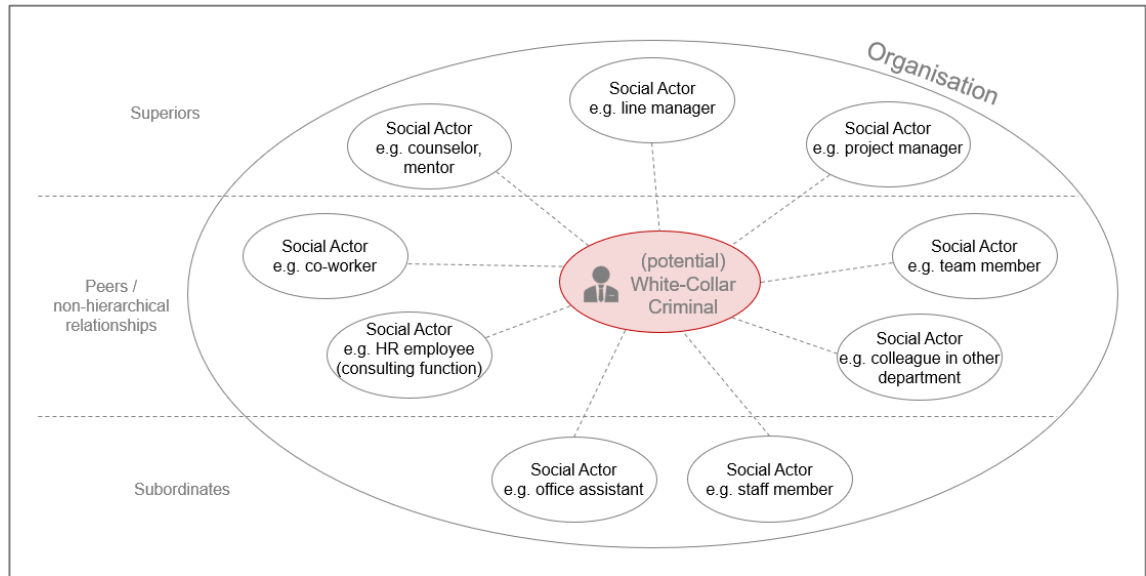 Organisation
Superiors
Social Actor
e.g. counselor,
mentor
Social Actor
e.g. line manager
Social Actor
e.g. project manager
Peers /
non-hierarchical
relationships
Social Actor
e.g. co-worker
(potential)
White-Collar
Criminal
Social Actor
e.g. team member
Social Actor
e.g. HR employee
(consulting function)
Social Actor
e.g. colleague in other
department
Subordinates
Social Actor
e.g. office assistant
Social Actor
e.g. staff member